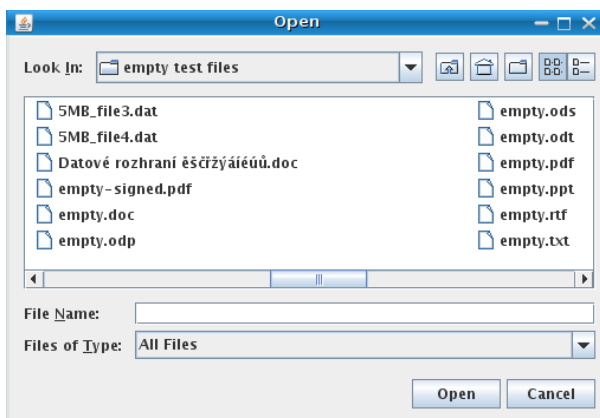 Open
Look In: empty test files
5MB_file3.dat
5MB_file4.dat
Datové rozhraní ěščřžýáíéúů.doc
empty-signed.pdf
empty.doc
empty.odp
empty.ods
empty.odt
empty.pdf
empty.ppt
empty.rtf
empty.txt
File Name:
Files of Type: All Files
Open Cancel